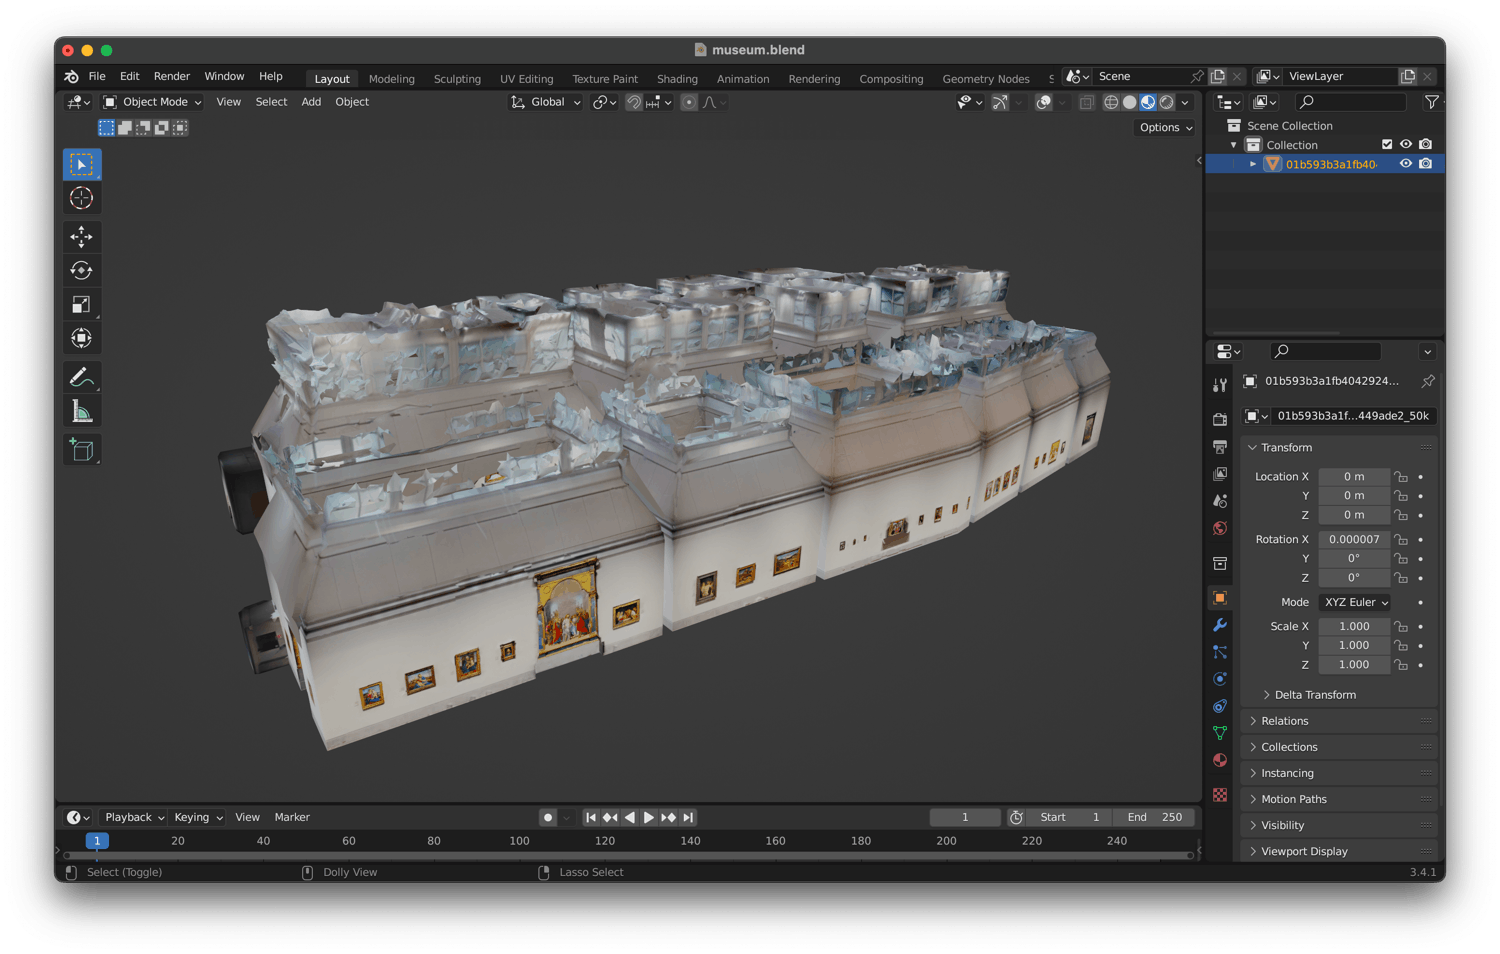 museum.blend
File Edit Render Window Help Layout Modeling Sculpting UV Editing Texture Paint Shading Animation Rendering Compositing Geometry Nodes S Scene ViewLayer
Object Mode View Select Add Object Global
Options
Scene Collection
Collection
01b593b3a1fb40
01b593b3a1fb4042924...
01b593b3a1f...449ade2_50k
Transform
Location X 0 m
Y 0 m
Z 0 m
Rotation X 0.000007
Y 0°
Z 0°
Mode XYZ Euler
Scale X 1.000
Y 1.000
Z 1.000
Delta Transform
Relations
Collections
Instancing
Motion Paths
Visibility
Viewport Display
Playback Keying View Marker 1 Start 1 End 250
1 20 40 60 80 100 120 140 160 180 200 220 240
Select (Toggle) Dolly View Lasso Select 3.4.1